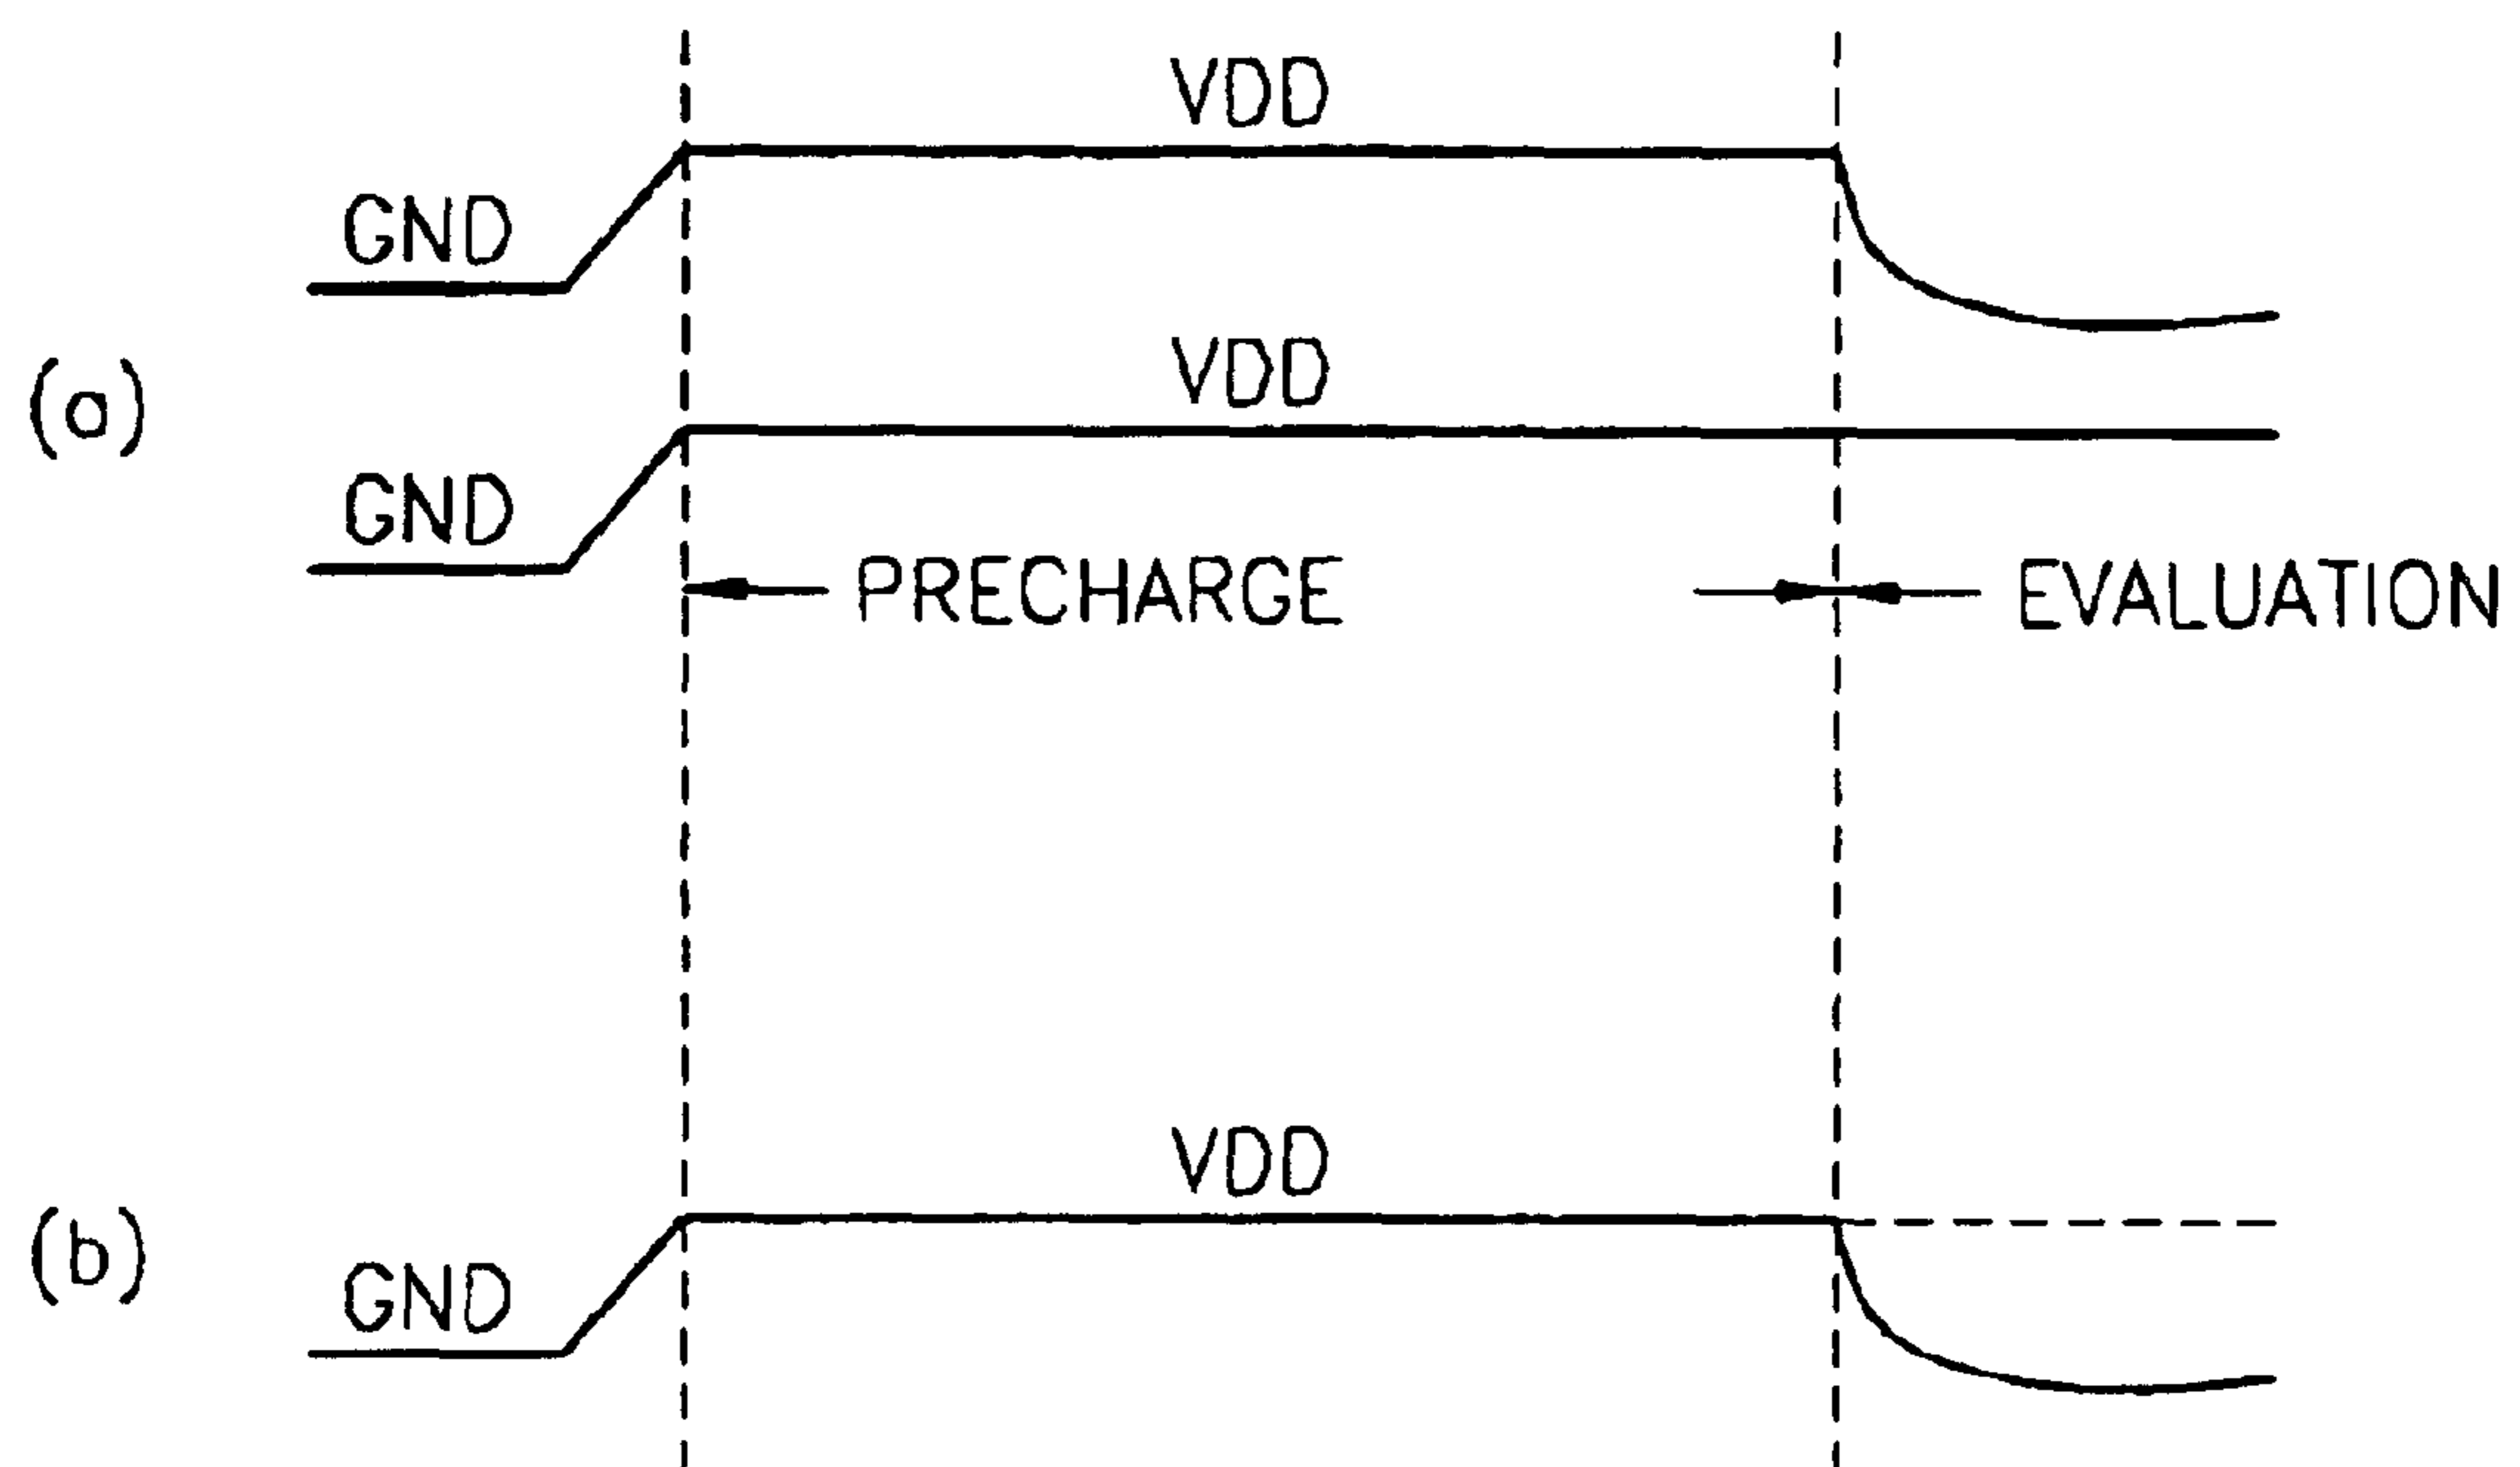 VDD
GND
(a)
VDD
GND
PRECHARGE
EVALUATION
VDD
(b)
GND